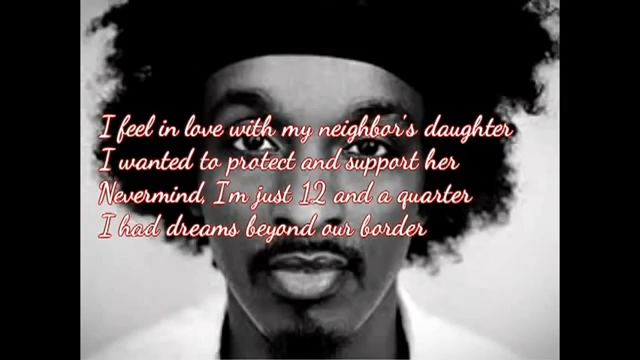 I feel in love with my neighbor's daughter
I wanted to protect and support her
Nevermind, I'm just 12 and a quarter
I had dreams beyond our border